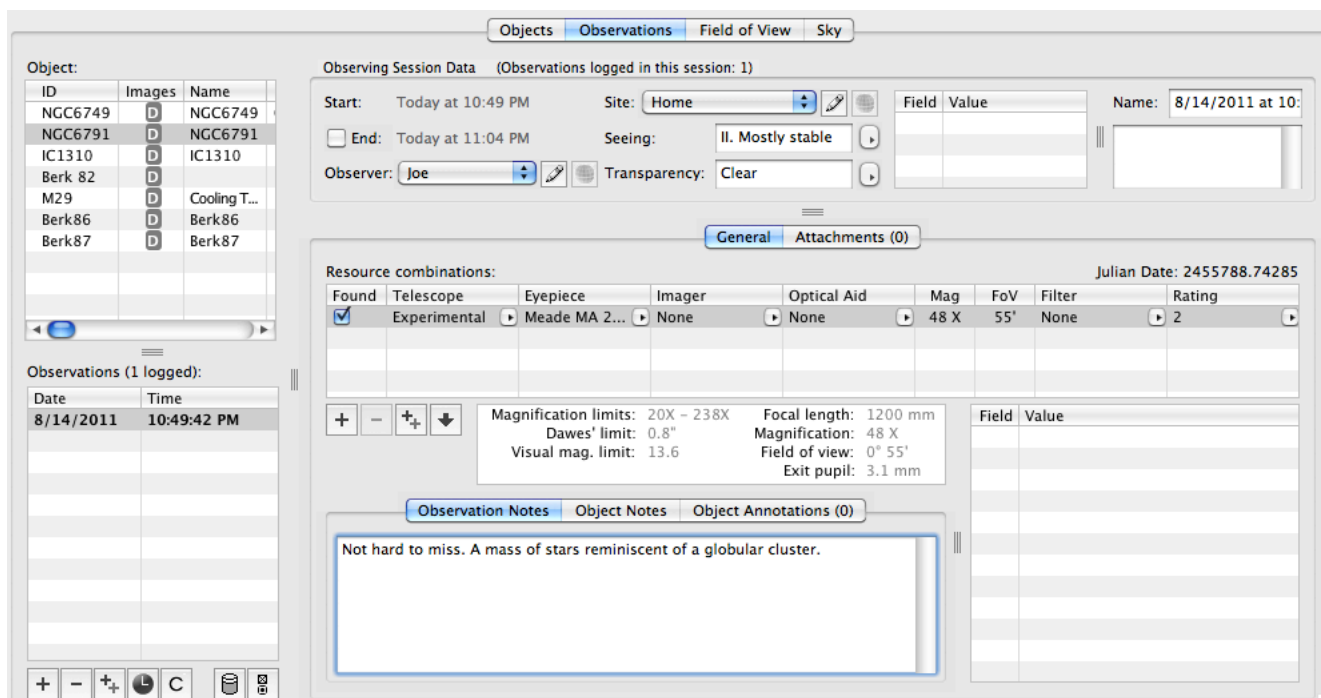 Objects Observations Field of View Sky
Object:
ID Images Name
NGC6749 D NGC6749
NGC6791 D NGC6791
IC1310 D IC1310
Berk 82 D
M29 D Cooling T...
Berk86 D Berk86
Berk87 D Berk87
Observations (1 logged):
Date Time
8/14/2011 10:49:42 PM
+ - ++ C
Observing Session Data (Observations logged in this session: 1)
Start: Today at 10:49 PM Site: Home
End: Today at 11:04 PM Seeing: II. Mostly stable
Observer: Joe Transparency: Clear
Field Value
Name: 8/14/2011 at 10:
General Attachments (0)
Resource combinations: Julian Date: 2455788.74285
Found Telescope Eyepiece Imager Optical Aid Mag FoV Filter Rating
Experimental Meade MA 2... None None 48 X 55' None 2
+ - ++
Magnification limits: 20X – 238X Focal length: 1200 mm
Dawes' limit: 0.8" Magnification: 48 X
Visual mag. limit: 13.6 Field of view: 0° 55'
Exit pupil: 3.1 mm
Field Value
Observation Notes Object Notes Object Annotations (0)
Not hard to miss. A mass of stars reminiscent of a globular cluster.